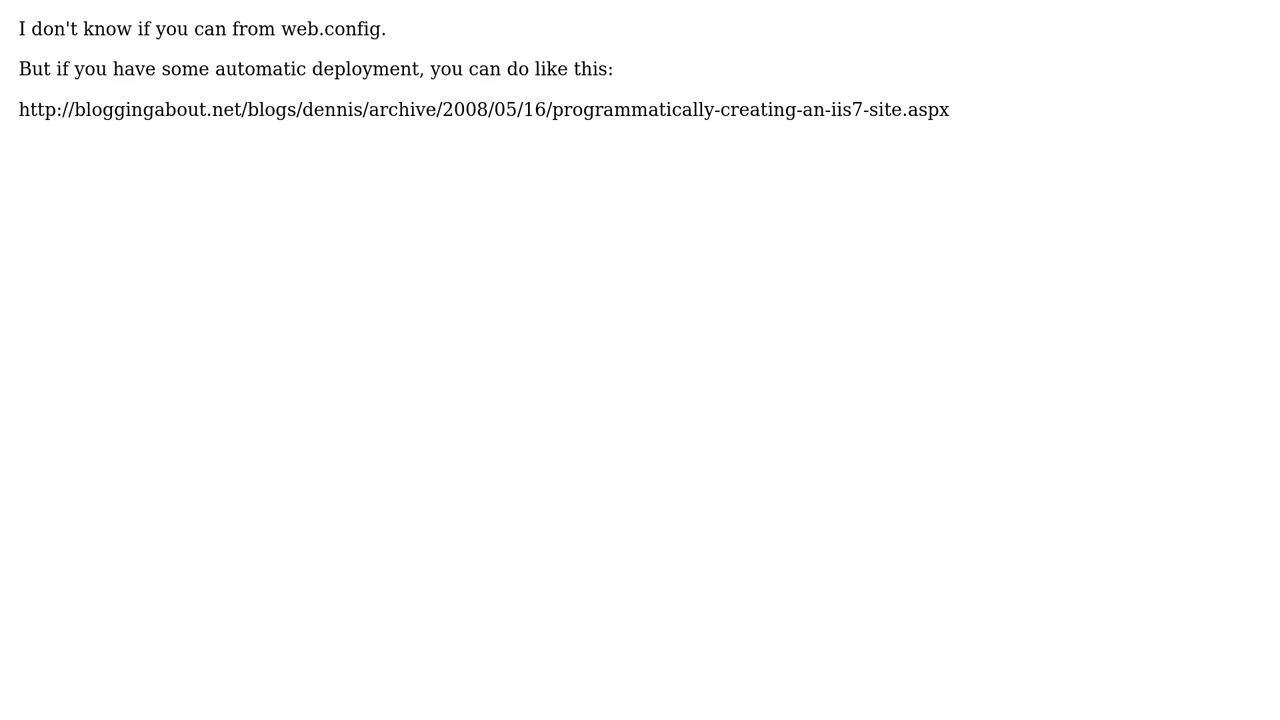 I don't know if you can from web.config.
But if you have some automatic deployment, you can do like this:
http://bloggingabout.net/blogs/dennis/archive/2008/05/16/programmatically-creating-an-iis7-site.aspx